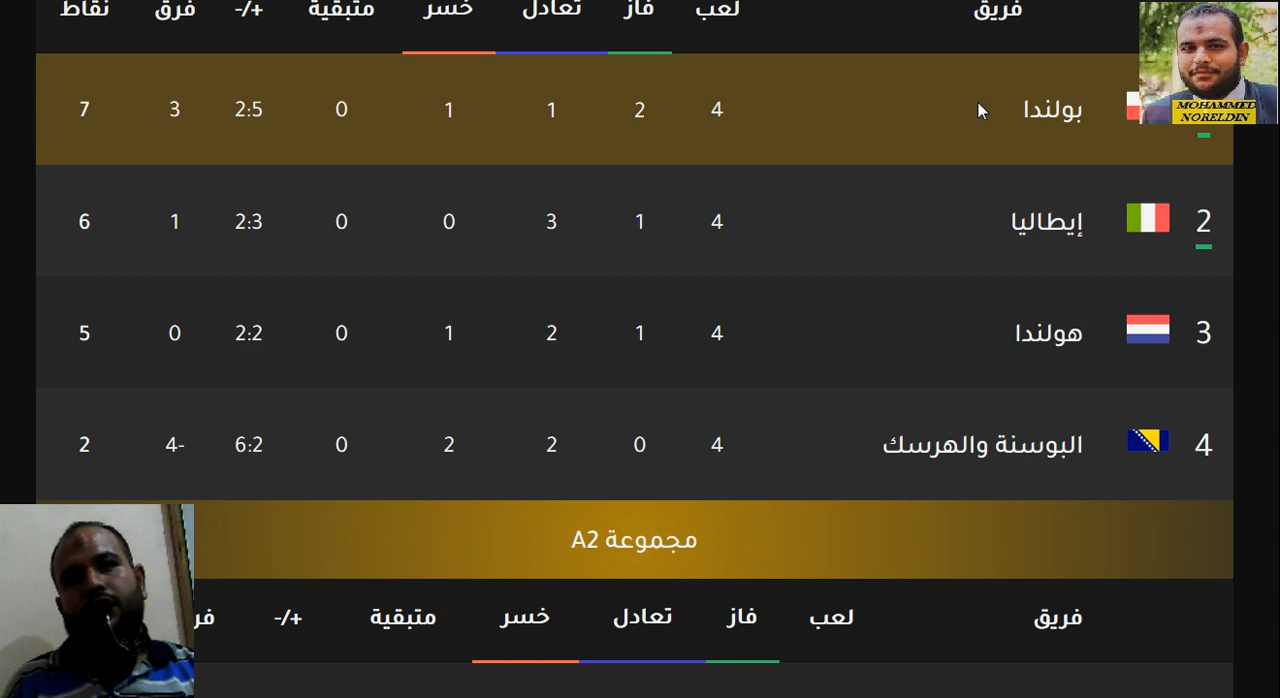 فريق لعب فاز تعادل خسر متبقية +/- فرق نقاط
MOHAMMED
NORELDIN
بولندا 4 2 1 1 0 2:5 3 7
2 إيطاليا 4 1 3 0 0 2:3 1 6
3 هولندا 4 1 2 1 0 2:2 0 5
4 البوسنة والهرسك 4 0 2 2 0 6:2 4- 2
مجموعة A2
فريق لعب فاز تعادل خسر متبقية +/-